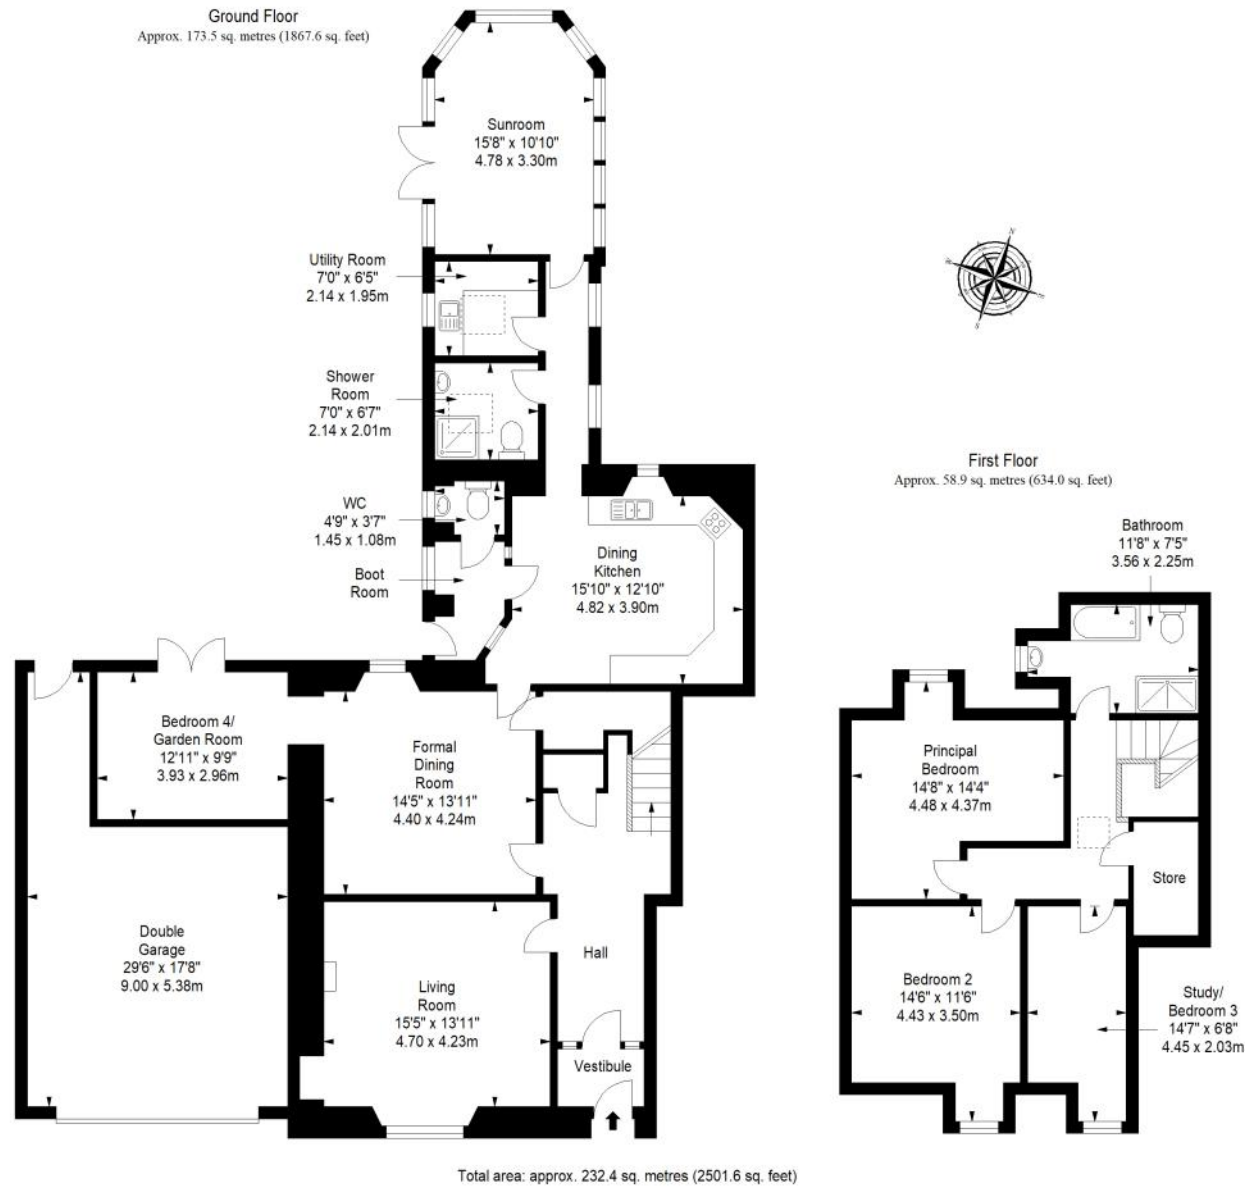 Ground Floor
Approx. 173.5 sq. metres (1867.6 sq. feet)
Sunroom
15'8" x 10'10"
4.78 x 3.30m
Utility Room
7'0" x 6'5"
2.14 x 1.95m
Shower
Room
7'0" x 6'7"
2.14 x 2.01m
WC
4'9" x 3'7"
1.45 x 1.08m
Boot
Room
Dining
Kitchen
15'10" x 12'10"
4.82 x 3.90m
Bedroom 4/
Garden Room
12'11" x 9'9"
3.93 x 2.96m
Formal
Dining
Room
14'5" x 13'11"
4.40 x 4.24m
Double
Garage
29'6" x 17'8"
9.00 x 5.38m
Living
Room
15'5" x 13'11"
4.70 x 4.23m
Hall
Vestibule
N
S
First Floor
Approx. 58.9 sq. metres (634.0 sq. feet)
Bathroom
11'8" x 7'5"
3.56 x 2.25m
Principal
Bedroom
14'8" x 14'4"
4.48 x 4.37m
Store
Bedroom 2
14'6" x 11'6"
4.43 x 3.50m
Study/
Bedroom 3
14'7" x 6'8"
4.45 x 2.03m
Total area: approx. 232.4 sq. metres (2501.6 sq. feet)